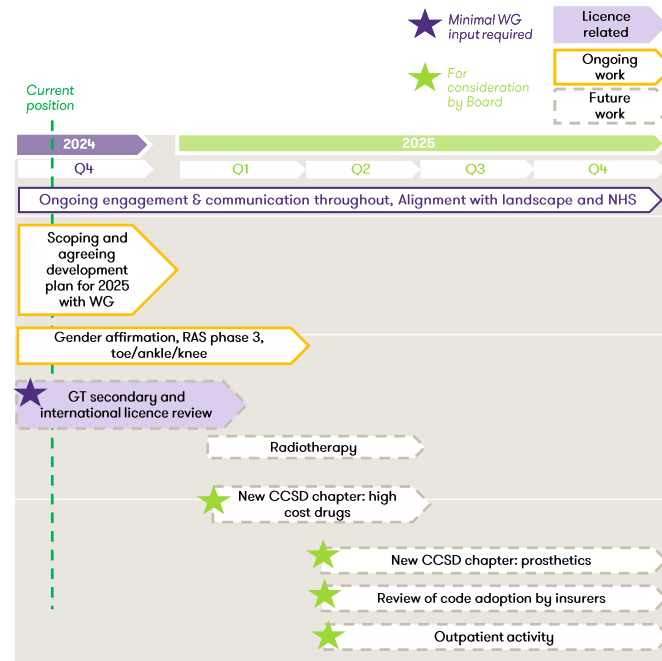 Minimal WG
input required
Licence
related
For
consideration
by Board
Ongoing
work
Future
work
Current
position
2024
2025
Q4
Q1
Q2
Q3
Q4
Ongoing engagement & communication throughout, Alignment with landscape and NHS
Scoping and
agreeing
development
plan for 2025
with WG
Gender affirmation, RAS phase 3,
toe/ankle/knee
GT secondary and
international licence review
Radiotherapy
New CCSD chapter: high
cost drugs
New CCSD chapter: prosthetics
Review of code adoption by insurers
Outpatient activity